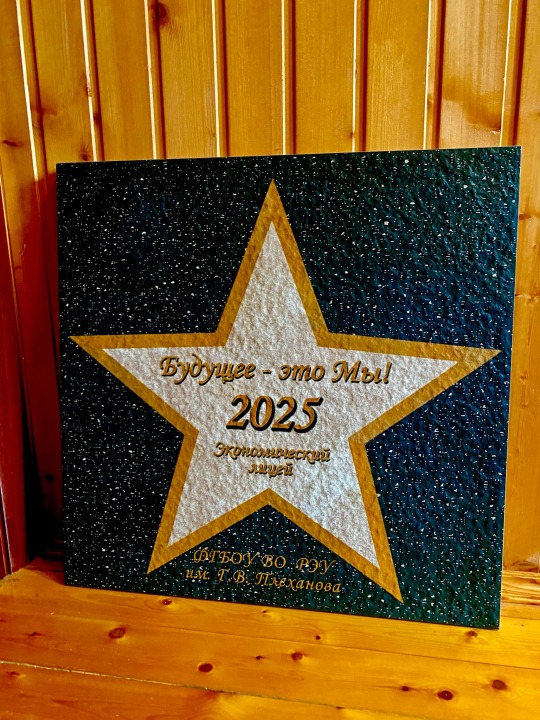 Будущее - это Мы!
2025
Экономический
лицей
ФГБОУ ВО РЭУ
им. Г.В. Плеханова